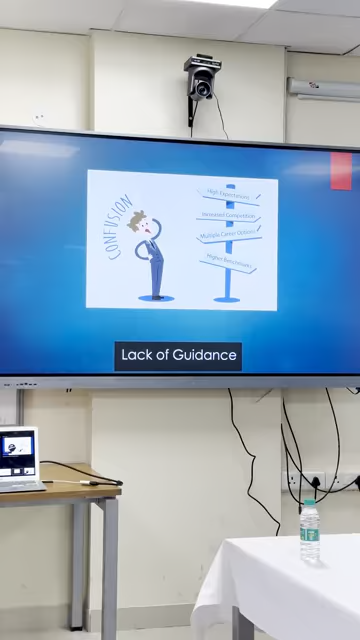 CONFUSION
High Expectations
Increased Competition
Multiple Career Options
Higher Benchmarks
Lack of Guidance